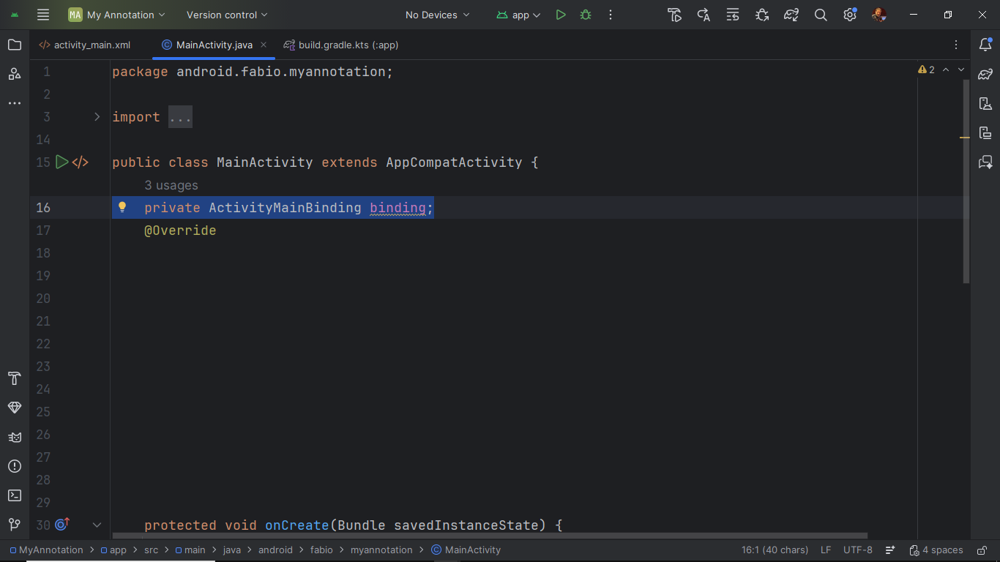 MA My Annotation Version control No Devices app
activity_main.xml MainActivity.java build.gradle.kts (:app)
1 package android.fabio.myannotation; 2
2
3 import ...
14
15 public class MainActivity extends AppCompatActivity {
3 usages
16 private ActivityMainBinding binding;
17 @Override
18
19
20
21
22
23
24
25
26
27
28
29
30 protected void onCreate(Bundle savedInstanceState) {
MyAnnotation > app > src > main > java > android > fabio > myannotation > MainActivity 16:1 (40 chars) LF UTF-8 4 spaces